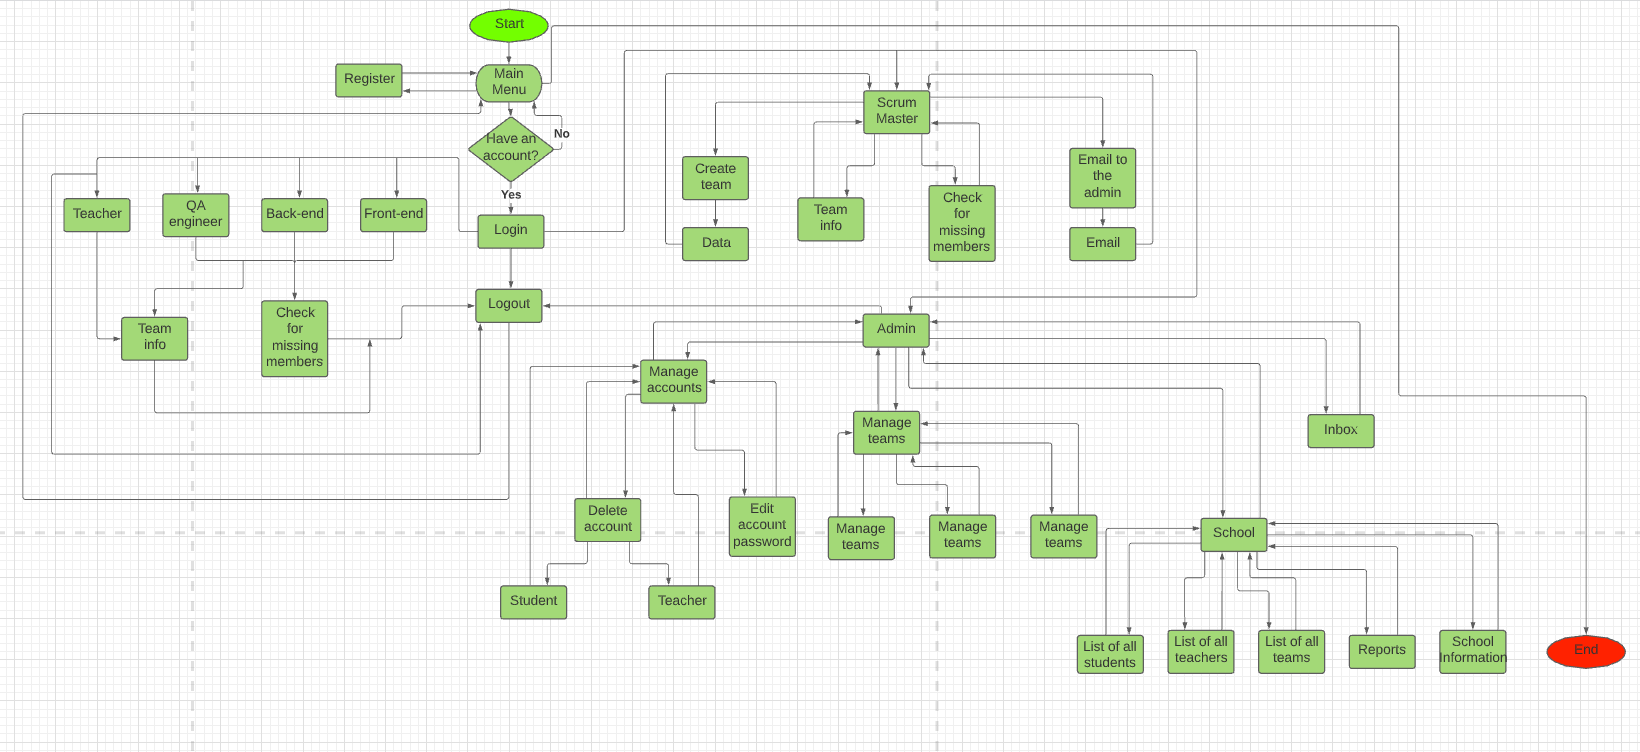 Start
Register
Main
Menu
Have an
account?
No
Yes
Login
Logout
Teacher
QA
engineer
Back-end
Front-end
Team
info
Check
for
missing
members
Scrum
Master
Create
team
Data
Team
info
Check
for
missing
members
Email to
the
admin
Email
Admin
Manage
accounts
Delete
account
Edit
account
password
Student
Teacher
Manage
teams
Manage
teams
Manage
teams
Manage
teams
Inbox
School
List of all
students
List of all
teachers
List of all
teams
Reports
School
Information
End